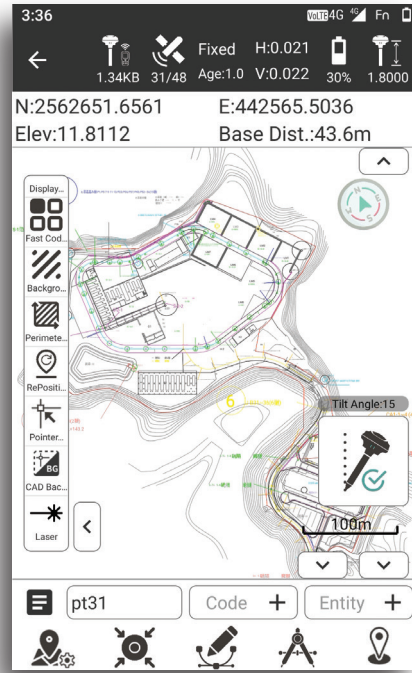 3:36
VoLTE 4G 4G Fn
Fixed H:0.021
1.34KB 31/48 Age:1.0 V:0.022 30% 1.8000
N:2562651.6561 E:442565.5036
Elev:11.8112 Base Dist.:43.6m
Display...
Fast Cod...
Backgro...
Perimete...
RePositi...
Pointer...
BG
CAD Bac...
Laser
6
Tilt Angle:15
100m
pt31 Code + Entity +